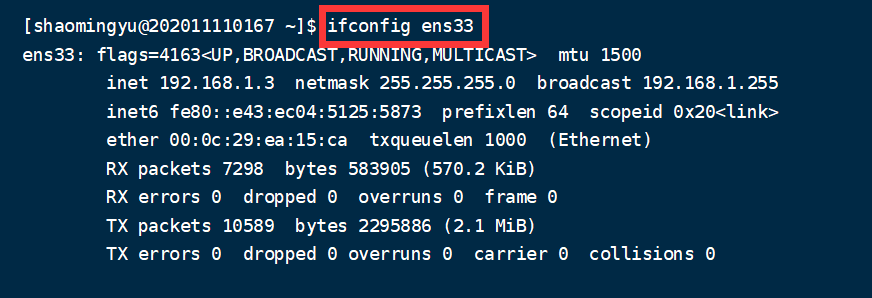 [shaomingyu@202011110167 ~]$ ifconfig ens33
ens33: flags=4163<UP,BROADCAST,RUNNING,MULTICAST>  mtu 1500
        inet 192.168.1.3  netmask 255.255.255.0  broadcast 192.168.1.255
        inet6 fe80::e43:ec04:5125:5873  prefixlen 64  scopeid 0x20<link>
        ether 00:0c:29:ea:15:ca  txqueuelen 1000  (Ethernet)
        RX packets 7298  bytes 583905 (570.2 KiB)
        RX errors 0  dropped 0  overruns 0  frame 0
        TX packets 10589  bytes 2295886 (2.1 MiB)
        TX errors 0  dropped 0 overruns 0  carrier 0  collisions 0